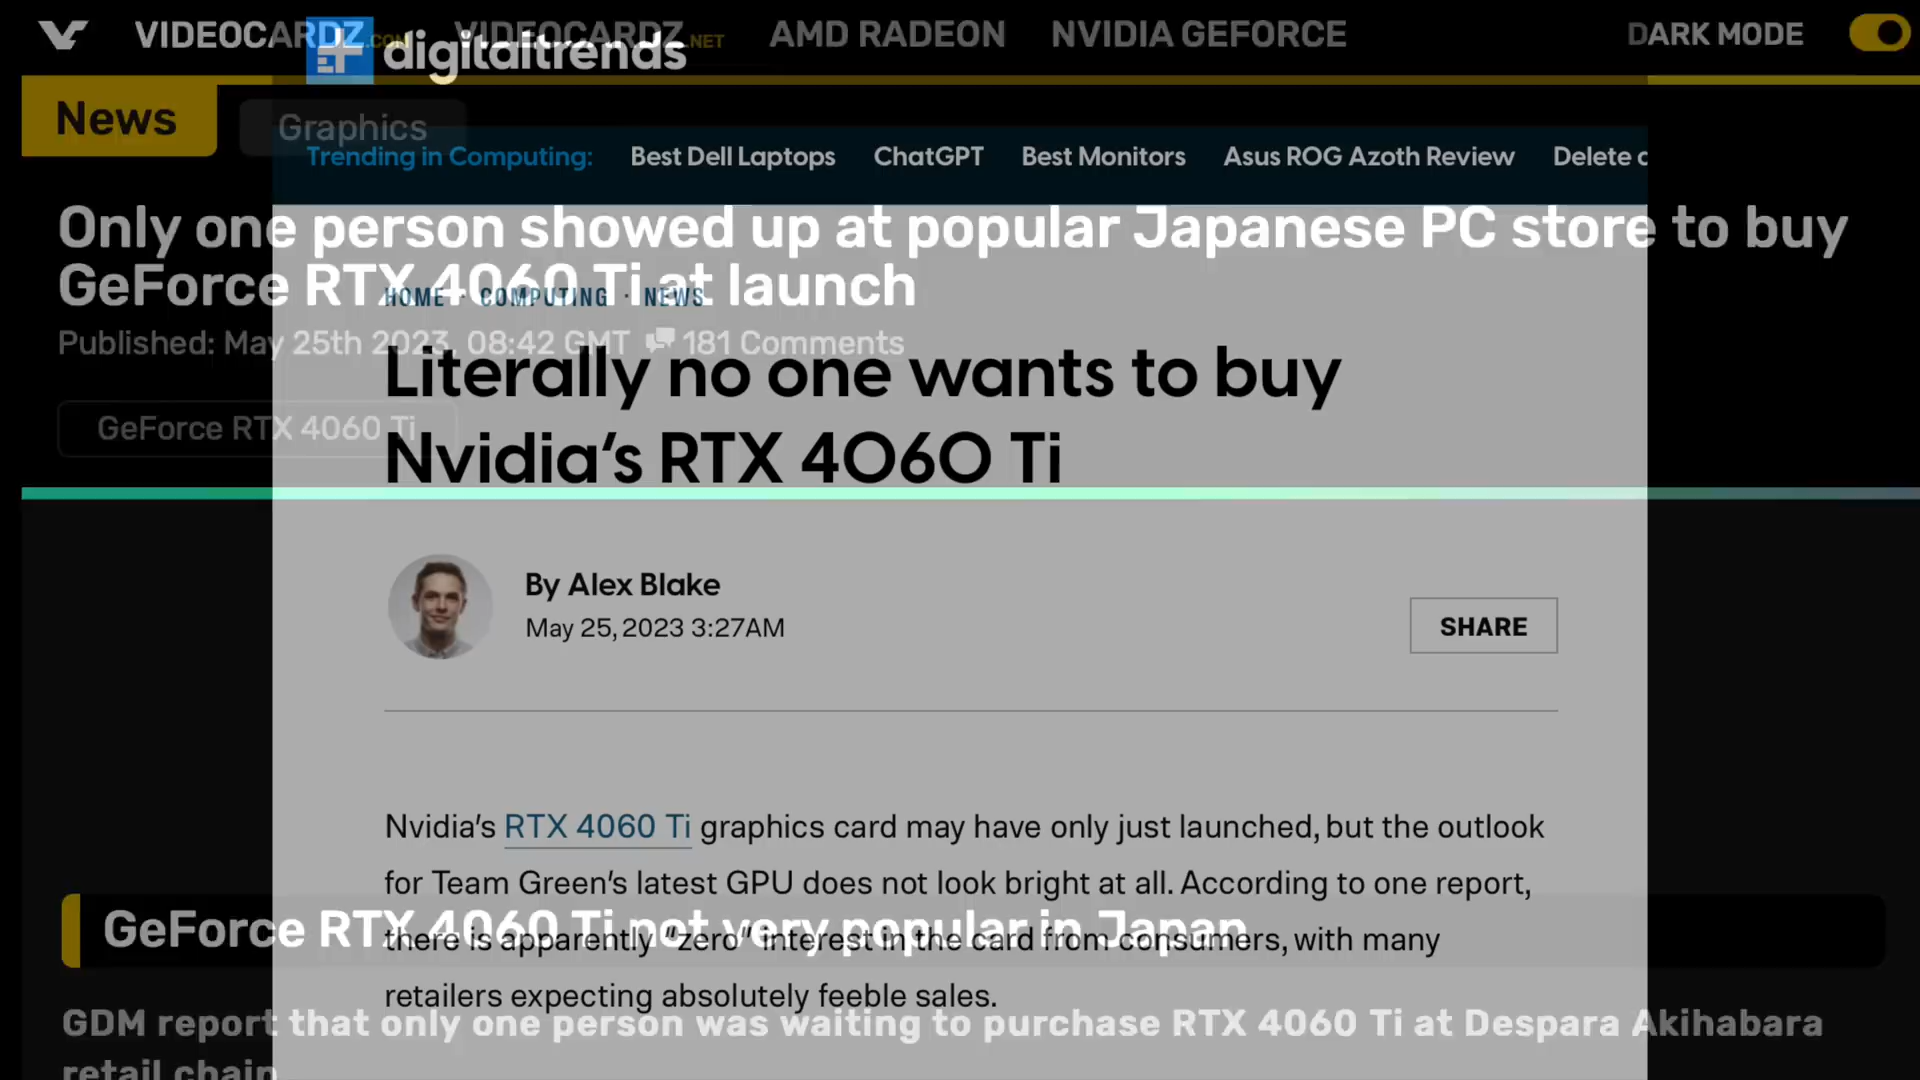 VIDEOCARDZ.COM
VIDEOCARDZ.NET
AMD RADEON
NVIDIA GEFORCE
DARK MODE
digitaltrends
News
Graphics
Trending in Computing:
Best Dell Laptops
ChatGPT
Best Monitors
Asus ROG Azoth Review
Delete
Only one person showed up at popular Japanese PC store to buy
GeForce RTX 4060 Ti at launch
HOME · COMPUTING · NEWS
Published: May 25th 2023, 08:42 GMT
181 Comments
Literally no one wants to buy
Nvidia’s RTX 4060 Ti
GeForce RTX 4060 Ti
By Alex Blake
May 25, 2023 3:27AM
SHARE
Nvidia’s RTX 4060 Ti graphics card may have only just launched, but the outlook
for Team Green’s latest GPU does not look bright at all. According to one report,
GeForce RTX 4060 Ti not very popular in Japan
there is apparently “zero” interest in the card from consumers, with many
retailers expecting absolutely feeble sales.
GDM report that only one person was waiting to purchase RTX 4060 Ti at Despara Akihabara
retail chain